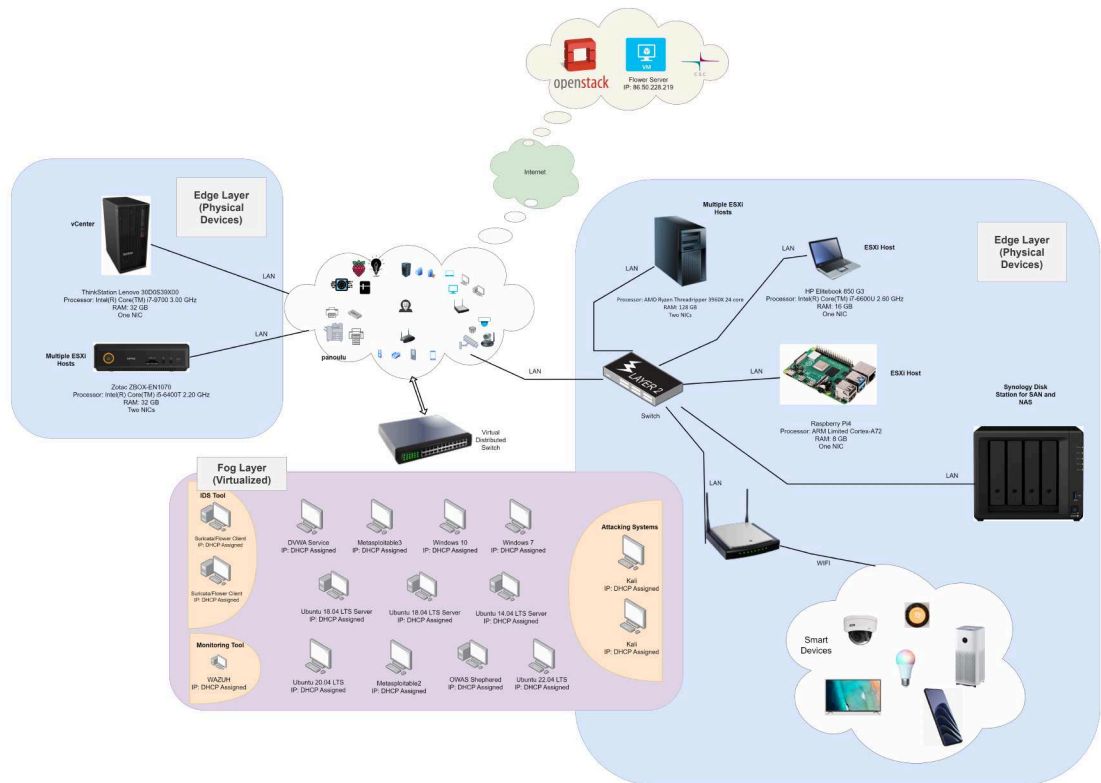 openstack
VM
Flower Server
IP: 86.50.228.219
CSC
Internet
Edge Layer
(Physical
Devices)
vCenter
LAN
ThinkStation Lenovo 30D0S39X00
Processor: Intel(R) Core(TM) i7-9700 3.00 GHz
RAM: 32 GB
One NIC
LAN
Multiple ESXi
Hosts
Zotac ZBOX-EN1070
Processor: Intel(R) Core(TM) i5-6400T 2.20 GHz
RAM: 32 GB
Two NICs
panoulu
Virtual
Distributed
Switch
Edge Layer
(Physical
Devices)
Multiple ESXi
Hosts
LAN
Processor: AMD Ryzen Threadripper 3960X 24 core
RAM: 128 GB
Two NICs
LAN
ESXi Host
HP Elitebook 850 G3
Processor: Intel(R) Core(TM) i7-6600U 2.60 GHz
RAM: 16 GB
One NIC
LAN
LAYER 2
Switch
LAN
ESXi Host
Raspberry Pi4
Processor: ARM Limited Cortex-A72
RAM: 8 GB
One NIC
Synology Disk
Station for SAN and
NAS
LAN
LAN
WIFI
Smart
Devices
Fog Layer
(Virtualized)
IDS Tool
Suricata/Flower Client
IP: DHCP Assigned
Suricata/Flower Client
IP: DHCP Assigned
Monitoring Tool
WAZUH
IP: DHCP Assigned
DVWA Service
IP: DHCP Assigned
Metasploitable3
IP: DHCP Assigned
Windows 10
IP: DHCP Assigned
Windows 7
IP: DHCP Assigned
Ubuntu 18.04 LTS Server
IP: DHCP Assigned
Ubuntu 18.04 LTS Server
IP: DHCP Assigned
Ubuntu 14.04 LTS Server
IP: DHCP Assigned
Ubuntu 20.04 LTS
IP: DHCP Assigned
Metasploitable2
IP: DHCP Assigned
OWAS Shephered
IP: DHCP Assigned
Ubuntu 22.04 LTS
IP: DHCP Assigned
Attacking Systems
Kali
IP: DHCP Assigned
Kali
IP: DHCP Assigned